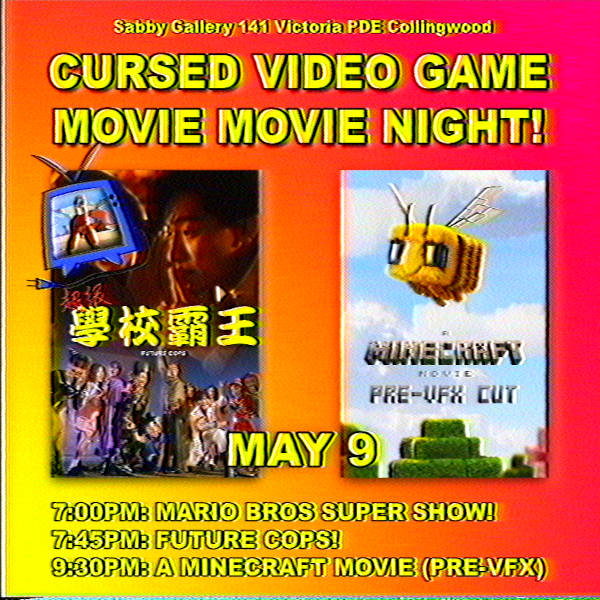 Sabby Gallery 141 Victoria PDE Collingwood
CURSED VIDEO GAME
MOVIE MOVIE NIGHT!
超級
學校霸王
FUTURE COPS
A
MINECRAFT
MOVIE
PRE-VFX CUT
MAY 9
7:00PM: MARIO BROS SUPER SHOW!
7:45PM: FUTURE COPS!
9:30PM: A MINECRAFT MOVIE (PRE-VFX)